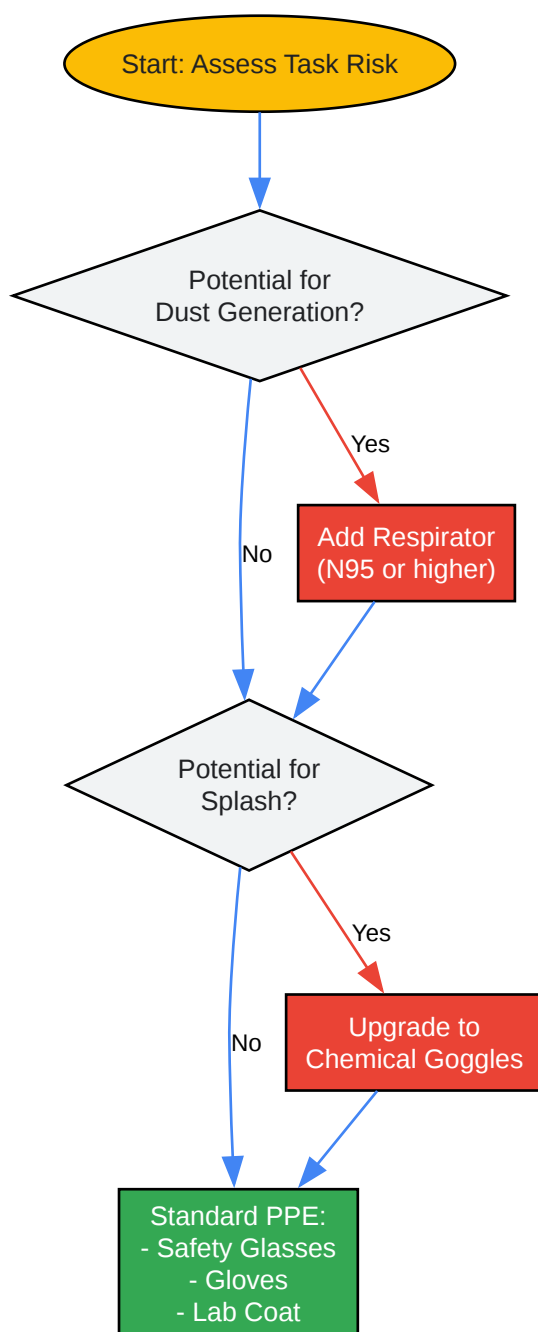 Start: Assess Task Risk
Potential for
Dust Generation?
Yes
Add Respirator
(N95 or higher)
No
Potential for
Splash?
Yes
Upgrade to
Chemical Goggles
No
Standard PPE:
- Safety Glasses
- Gloves
- Lab Coat